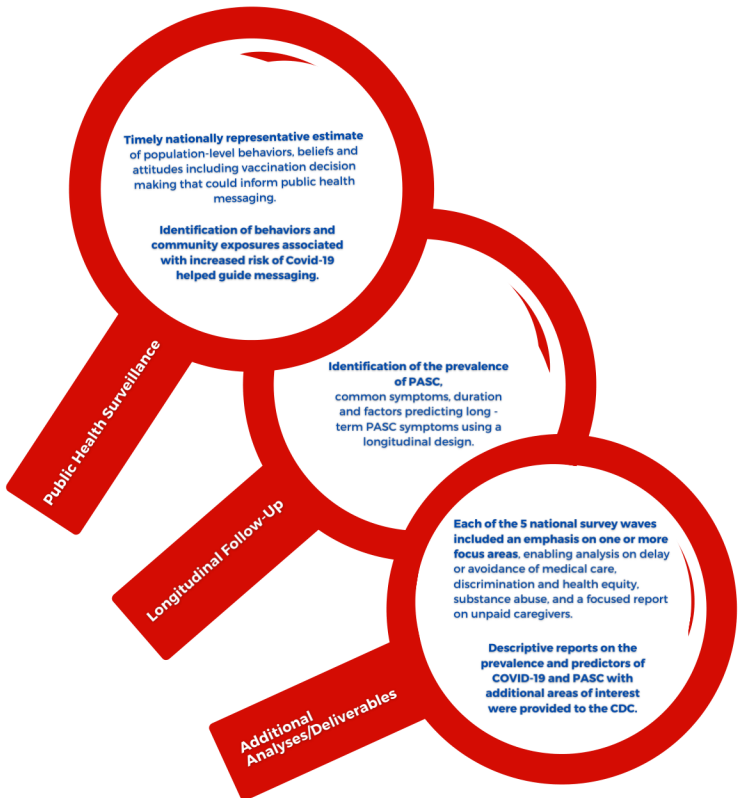 Timely nationally representative estimate
of population-level behaviors, beliefs and
attitudes including vaccination decision
making that could inform public health
messaging.
Identification of behaviors and
community exposures associated
with increased risk of Covid-19
helped guide messaging.
Public Health Surveillance
Identification of the prevalence
of PASC,
common symptoms, duration
and factors predicting long -
term PASC symptoms using a
longitudinal design.
Longitudinal Follow-Up
Each of the 5 national survey waves
included an emphasis on one or more
focus areas, enabling analysis on delay
or avoidance of medical care,
discrimination and health equity,
substance abuse, and a focused report
on unpaid caregivers.
Descriptive reports on the
prevalence and predictors of
COVID-19 and PASC with
additional areas of interest
were provided to the CDC.
Additional
Analyses/Deliverables